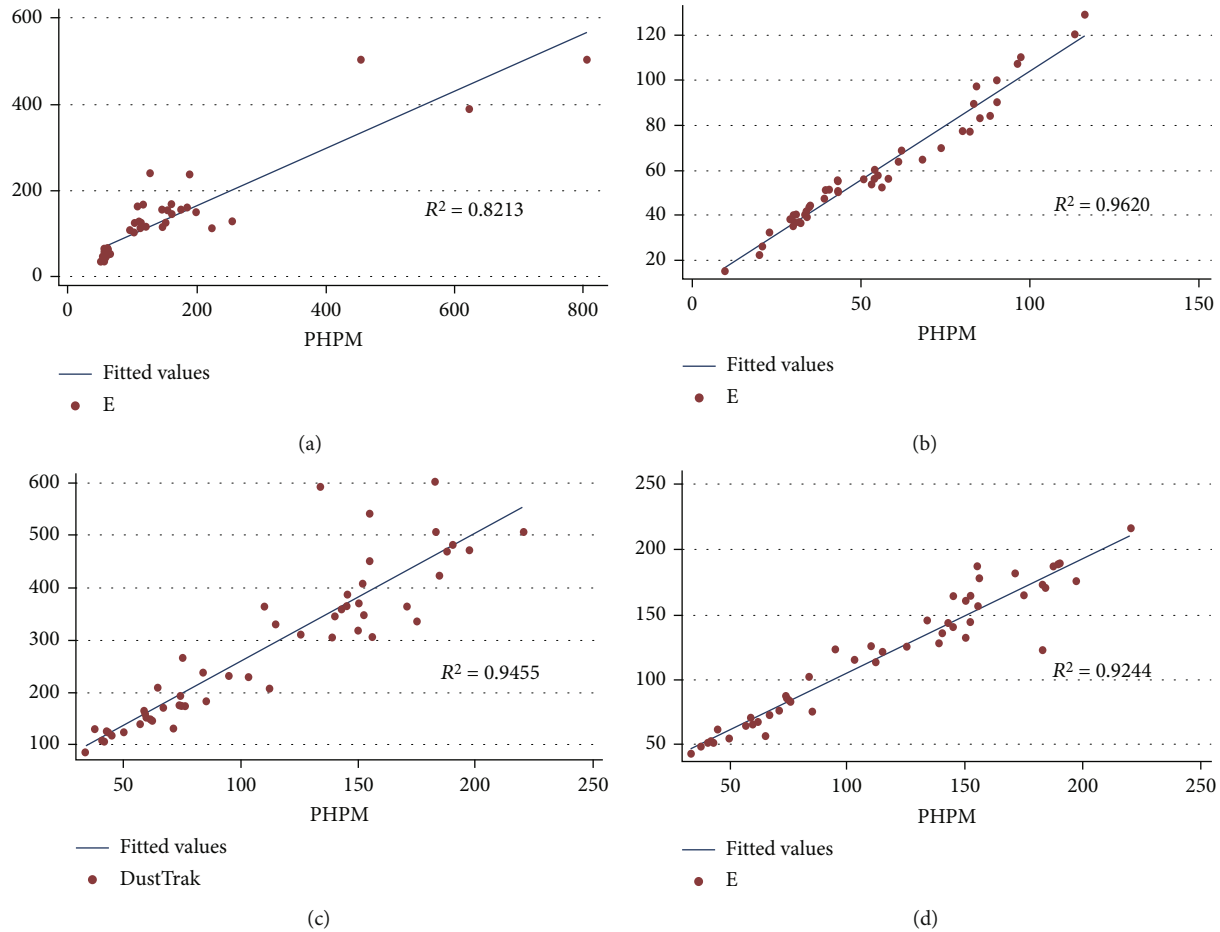 600
400
200
0
R² = 0.8213
0 200 400 600 800
PHPM
Fitted values
E
(a)
120
100
80
60
40
20
R² = 0.9620
0 50 100 150
PHPM
Fitted values
E
(b)
600
500
400
300
200
100
R² = 0.9455
50 100 150 200 250
PHPM
Fitted values
DustTrak
(c)
250
200
150
100
50
R² = 0.9244
50 100 150 200 250
PHPM
Fitted values
E
(d)